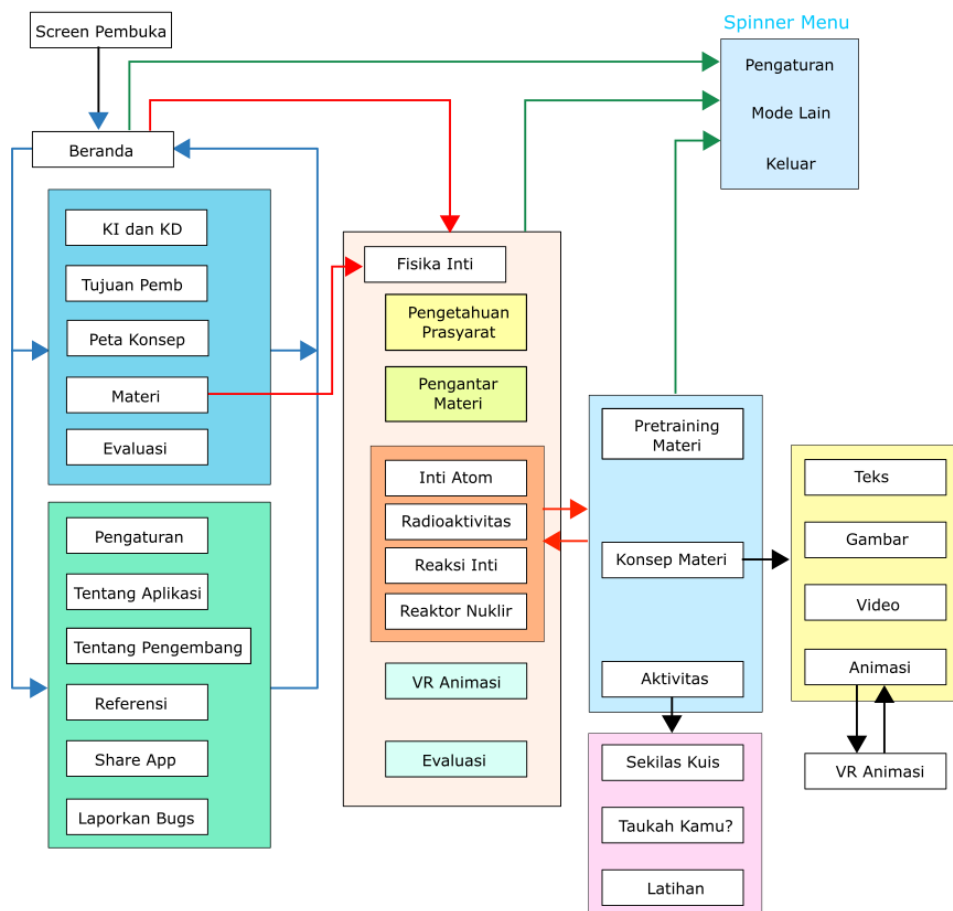 Screen Pembuka
Beranda
KI dan KD
Tujuan Pemb
Peta Konsep
Materi
Evaluasi
Pengaturan
Tentang Aplikasi
Tentang Pengembang
Referensi
Share App
Laporkan Bugs
Fisika Inti
Pengetahuan
Prasyarat
Pengantar
Materi
Inti Atom
Radioaktivitas
Reaksi Inti
Reaktor Nuklir
VR Animasi
Evaluasi
Spinner Menu
Pengaturan
Mode Lain
Keluar
Pretraining
Materi
Konsep Materi
Aktivitas
Sekilas Kuis
Taukah Kamu?
Latihan
Teks
Gambar
Video
Animasi
VR Animasi